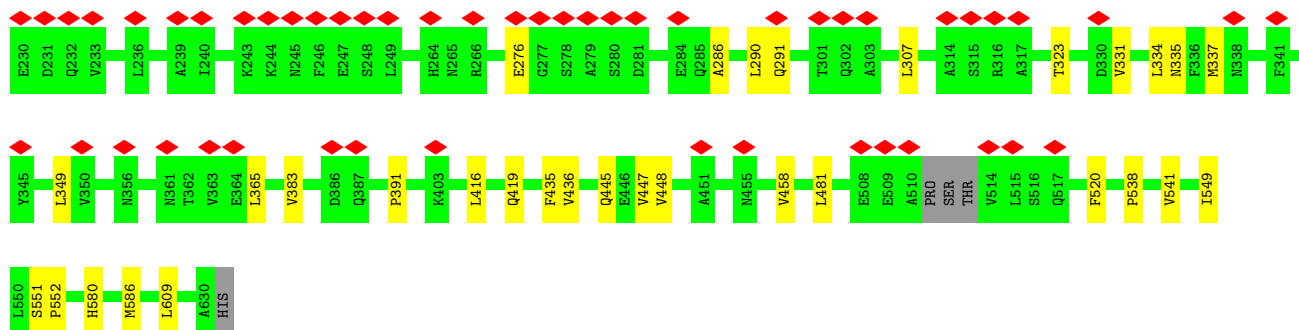 E230 D231 Q232 V233 L236 A239 I240 K243 K244 N245 F246 E247 S248 L249 H264 N265 R266 E276 G277 S278 A279 S280 D281 E284 Q285 A286 L290 Q291 T301 Q302 A303 L307 A314 S315 R316 A317 T323 D330 V331 L334 N335 F336 M337 N338 F341
Y345 L349 V350 N356 N361 T362 V363 E364 L365 V383 D386 Q387 P391 K403 L416 Q419 F435 V436 Q445 E446 V447 V448 A451 N455 V458 L481 E508 E509 A510 PRO SER THR V514 L515 S516 Q517 F520 P538 V541 I549
L550 S551 P552 H580 M586 L609 A630 HIS